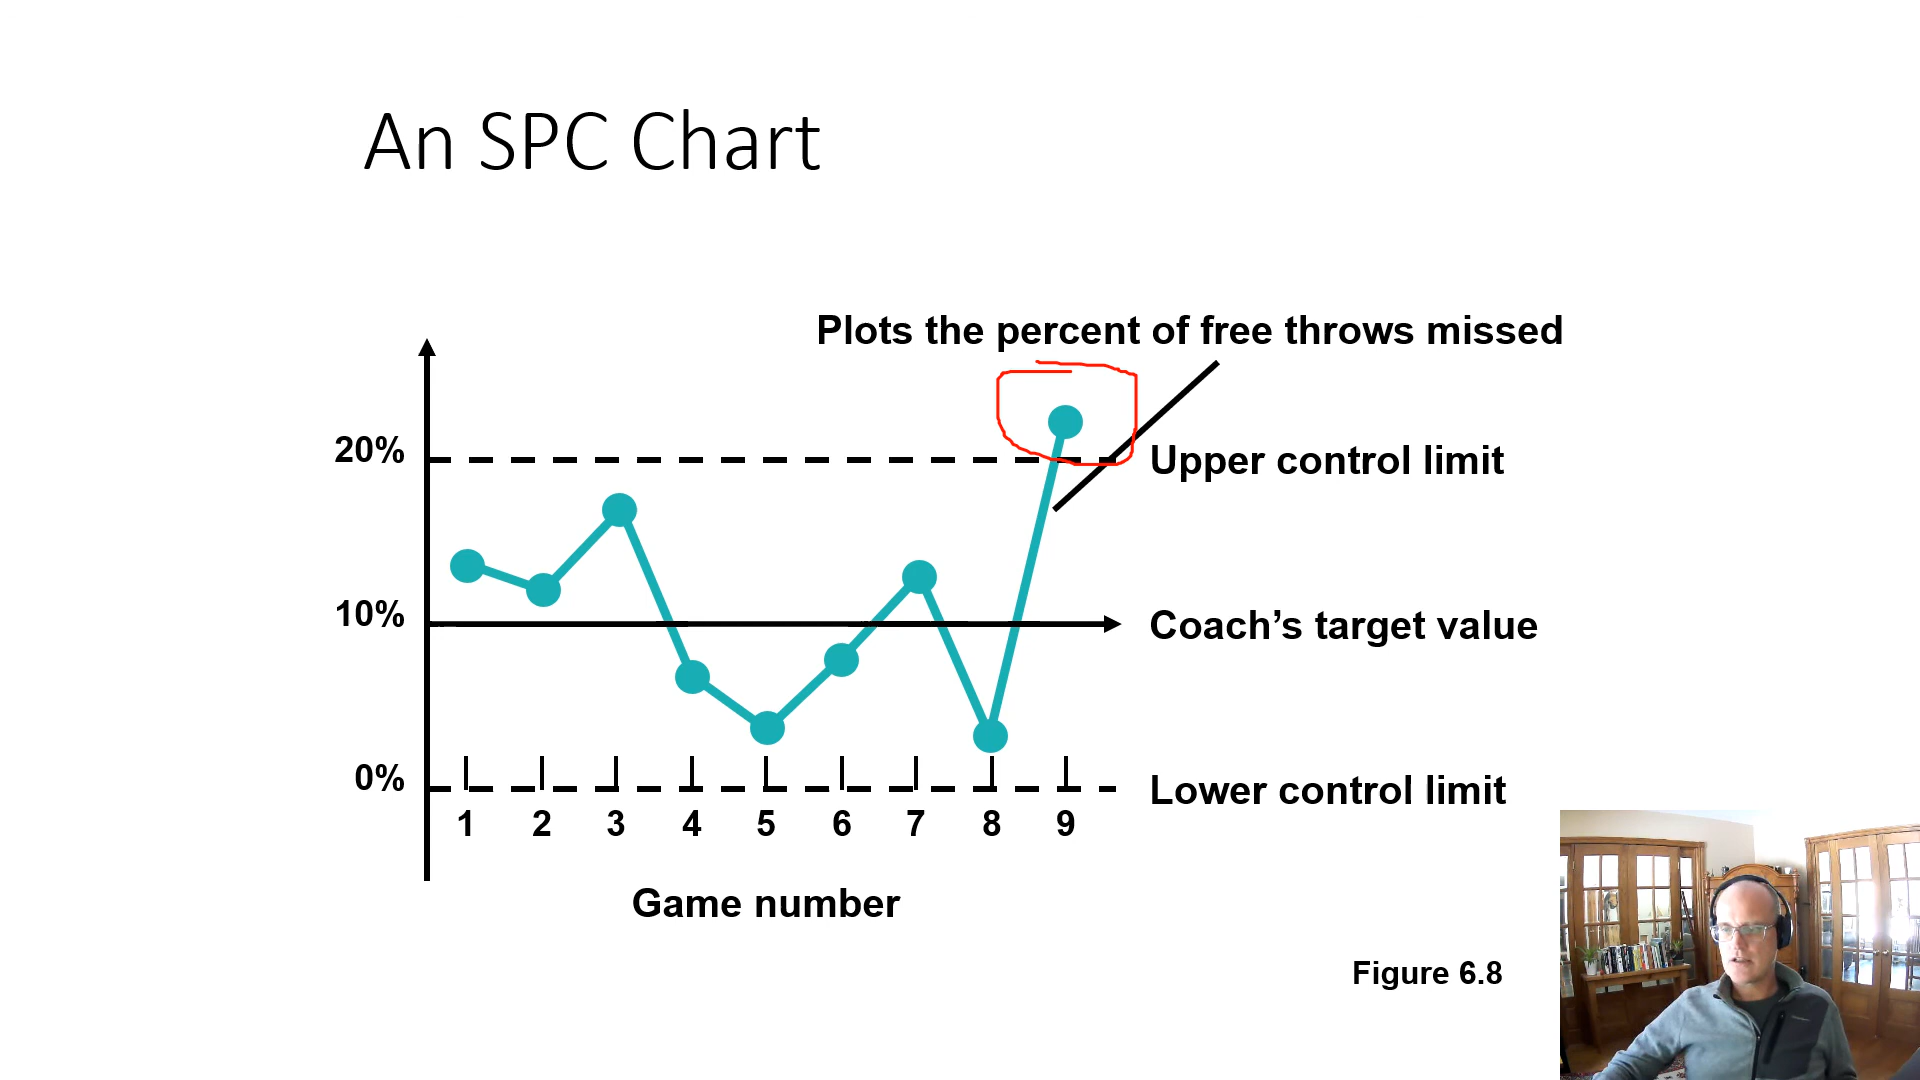 An SPC Chart
Plots the percent of free throws missed
20%
Upper control limit
10%
Coach’s target value
0%
Lower control limit
1 2 3 4 5 6 7 8 9
Game number
Figure 6.8